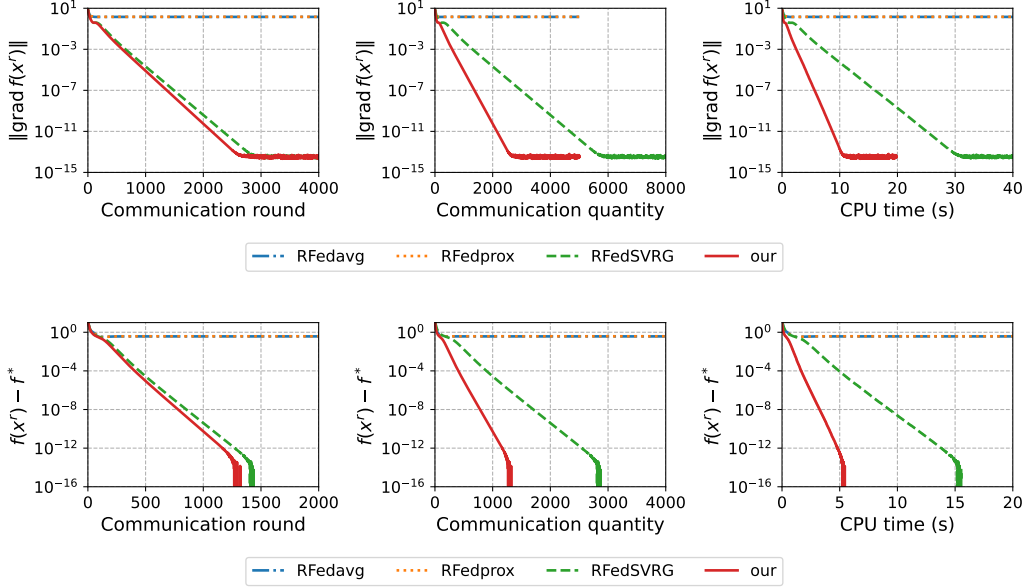 10^1
10^-3
10^-7
10^-11
10^-15
‖grad f(x^r)‖
0 1000 2000 3000 4000
Communication round
10^1
10^-3
10^-7
10^-11
10^-15
‖grad f(x^r)‖
0 2000 4000 6000 8000
Communication quantity
10^1
10^-3
10^-7
10^-11
10^-15
‖grad f(x^r)‖
0 10 20 30 40
CPU time (s)
RFedavg RFedprox RFedSVRG our
10^0
10^-4
10^-8
10^-12
10^-16
f(x^r) − f^*
0 500 1000 1500 2000
Communication round
10^0
10^-4
10^-8
10^-12
10^-16
f(x^r) − f^*
0 1000 2000 3000 4000
Communication quantity
10^0
10^-4
10^-8
10^-12
10^-16
f(x^r) − f^*
0 5 10 15 20
CPU time (s)
RFedavg RFedprox RFedSVRG our